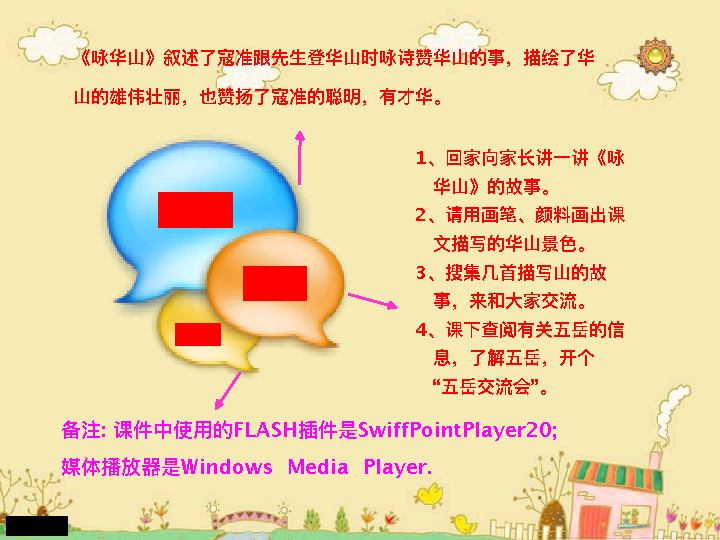 《咏华山》叙述了寇准跟先生登华山时咏诗赞华山的事，描绘了华
山的雄伟壮丽，也赞扬了寇准的聪明，有才华。
1、回家向家长讲一讲《咏
华山》的故事。
2、请用画笔、颜料画出课
文描写的华山景色。
3、搜集几首描写山的故
事，来和大家交流。
4、课下查阅有关五岳的信
息，了解五岳，开个
“五岳交流会”。
备注: 课件中使用的FLASH插件是SwiffPointPlayer20;
媒体播放器是Windows Media Player.